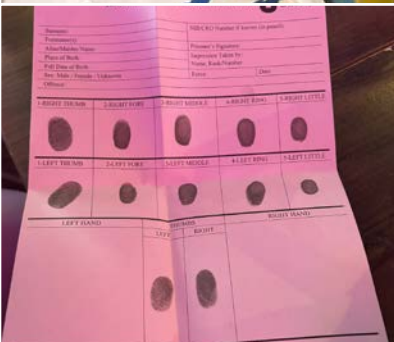 Surname: NIB/CRO Number if known (in pencil):
Forename(s):
Alias/Maiden Name: Prisoner's Signature:
Place of Birth: Impression Taken by:
Full Date of Birth: Name, Rank/Number
Sex: Male / Female / Unknown Force Date
Offence:
1-RIGHT THUMB 2-RIGHT FORE 3-RIGHT MIDDLE 4-RIGHT RING 5-RIGHT LITTLE
1-LEFT THUMB 2-LEFT FORE 3-LEFT MIDDLE 4-LEFT RING 5-LEFT LITTLE
LEFT HAND THUMBS RIGHT HAND
LEFT RIGHT